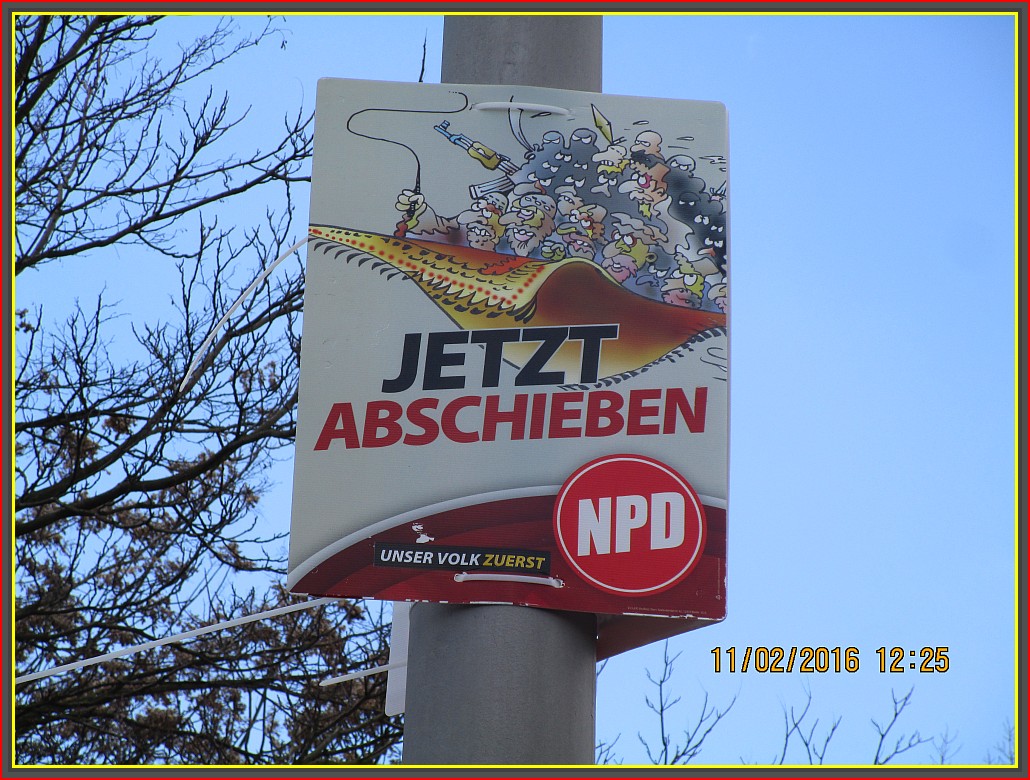 JETZT
ABSCHIEBEN
NPD
UNSER VOLK ZUERST
11/02/2016 12:25